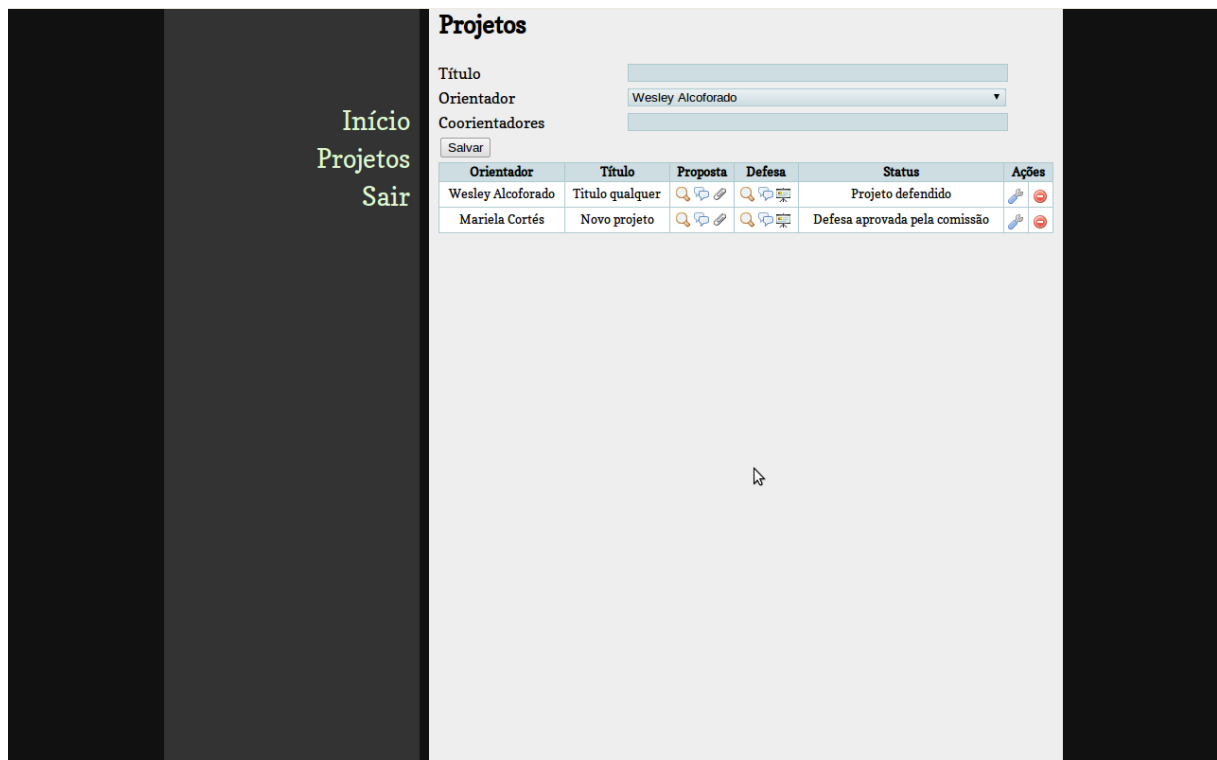 Projetos
Título
Orientador Wesley Alcoforado
Coorientadores
Salvar
Início
Projetos
Sair
Orientador Título Proposta Defesa Status Ações
Wesley Alcoforado Titulo qualquer Projeto defendido
Mariela Cortés Novo projeto Defesa aprovada pela comissão